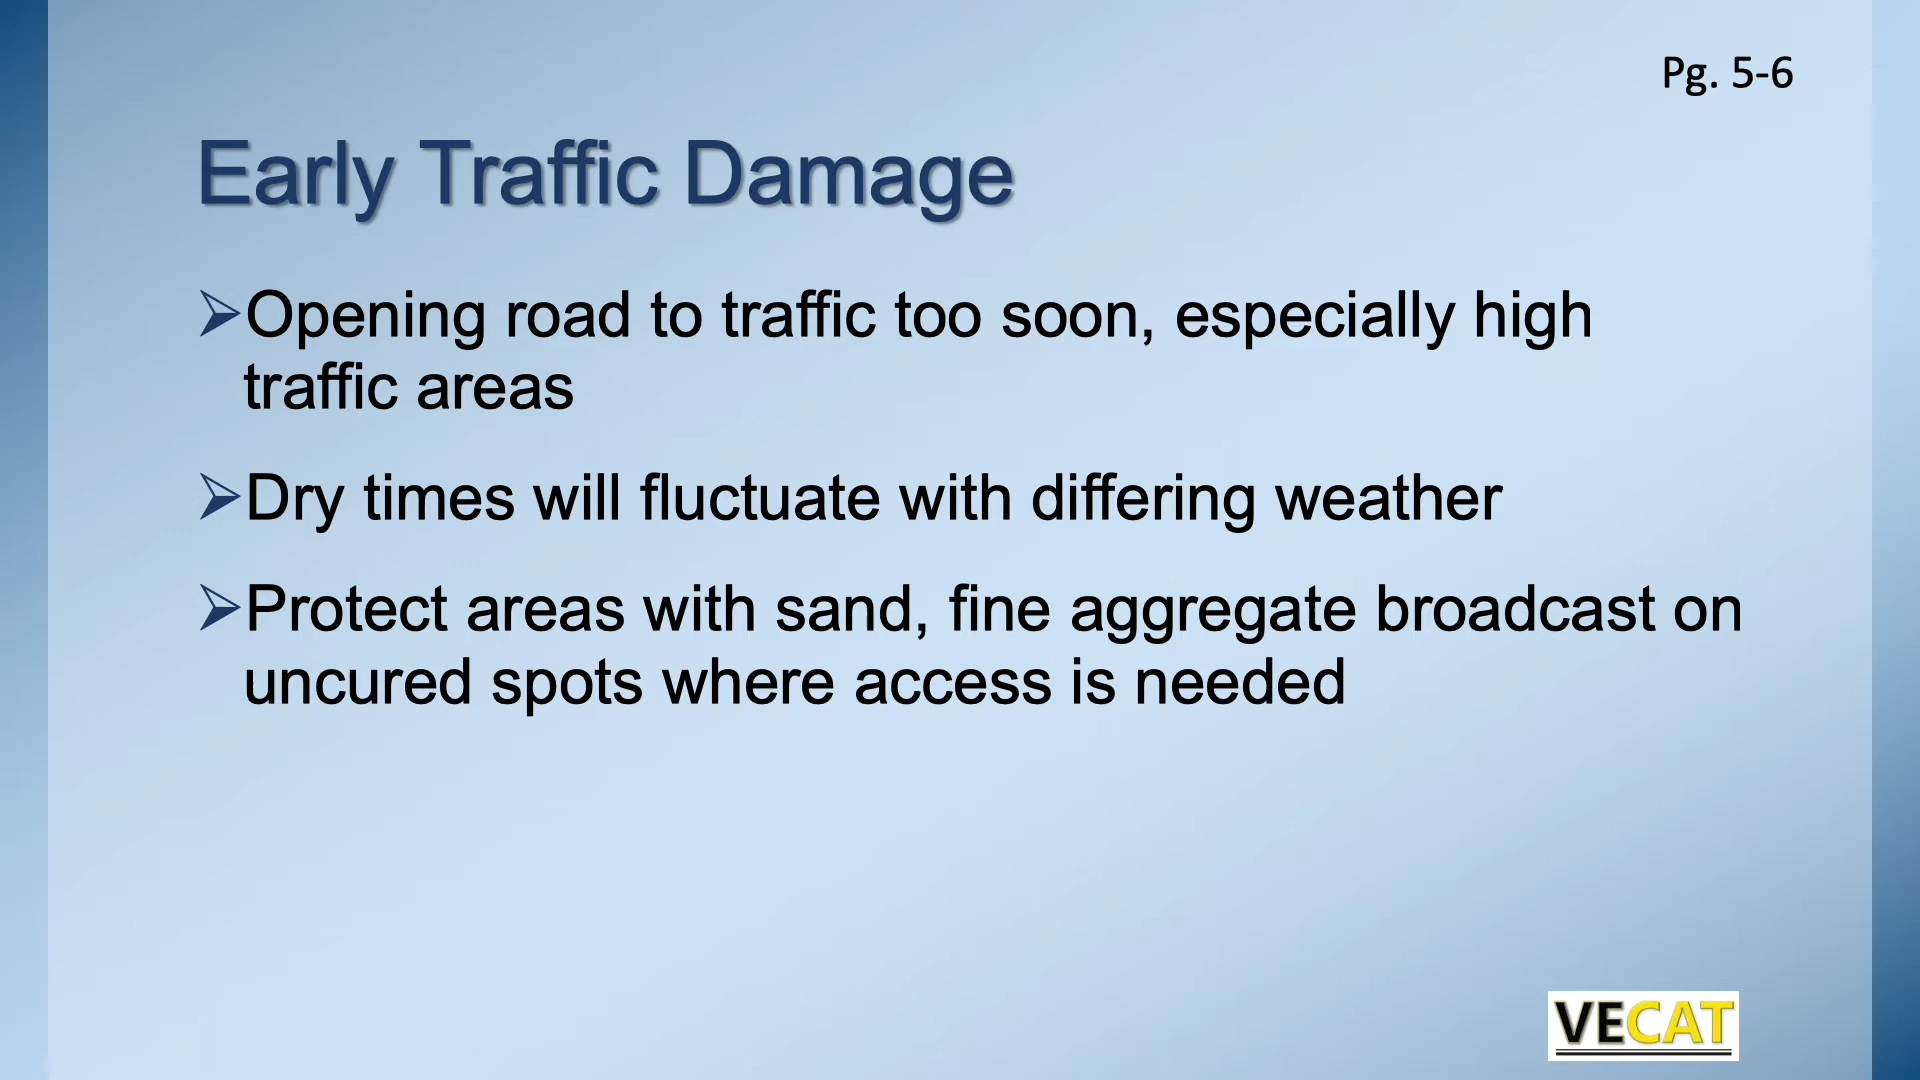 Pg. 5-6
Early Traffic Damage
Opening road to traffic too soon, especially high
traffic areas
Dry times will fluctuate with differing weather
Protect areas with sand, fine aggregate broadcast on
uncured spots where access is needed
VECAT